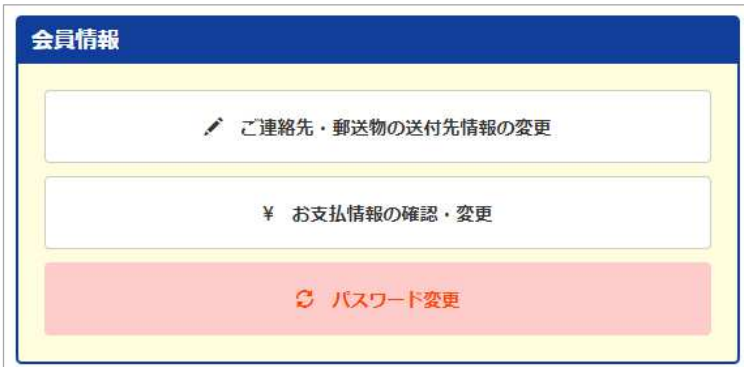 会員情報
ご連絡先・郵送物の送付先情報の変更
¥ お支払情報の確認・変更
パスワード変更